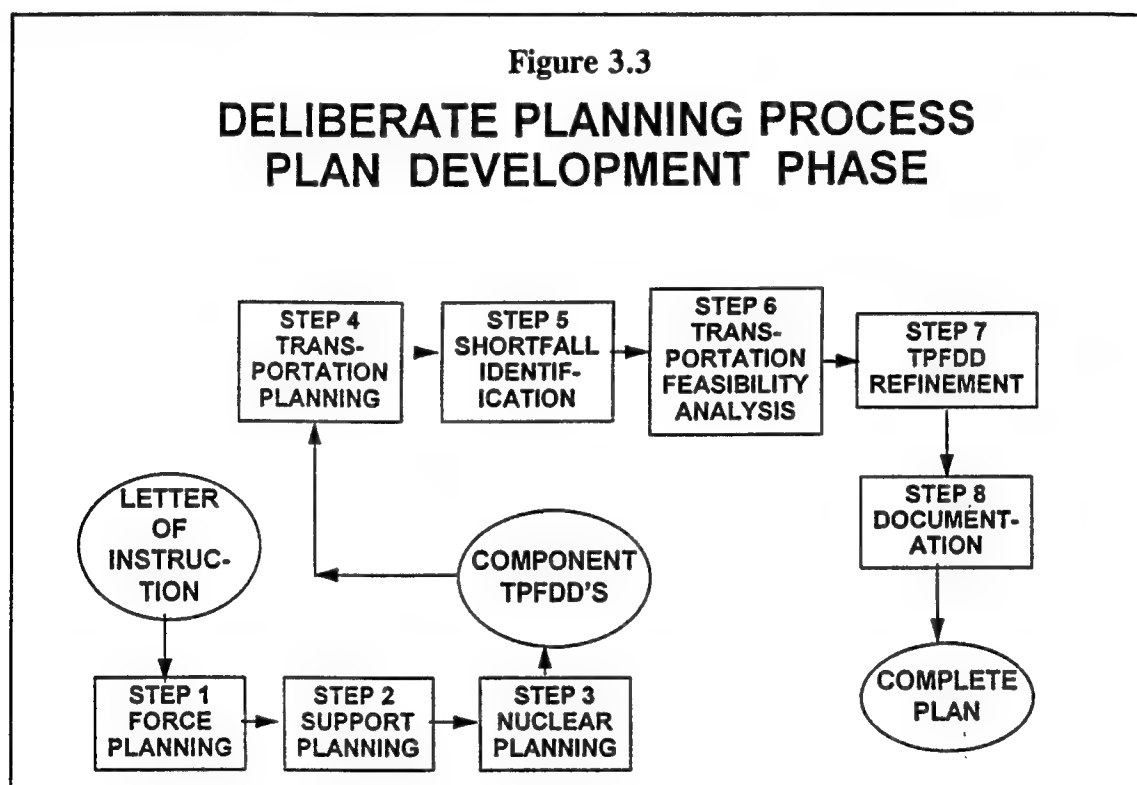 Figure 3.3
DELIBERATE PLANNING PROCESS
PLAN DEVELOPMENT PHASE
STEP 4
TRANS-
PORTATION
PLANNING
STEP 5
SHORTFALL
IDENTIF-
ICATION
STEP 6
TRANS-
PORTATION
FEASIBILITY
ANALYSIS
STEP 7
TPFDD
REFINEMENT
LETTER
OF
INSTRUC-
TION
COMPONENT
TPFDD'S
STEP 8
DOCUMENT-
ATION
STEP 1
FORCE
PLANNING
STEP 2
SUPPORT
PLANNING
STEP 3
NUCLEAR
PLANNING
COMPLETE
PLAN